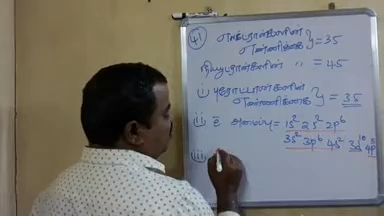 41 எலக்ட்ரான்களின் எண்ணிக்கை } = 35
நியூட்ரான்களின் " = 45
i) புரோட்டான்களின் எண்ணிக்கை } = 35
ii) ē அமைப்பு = 1s² 2s² 2p⁶
3s² 3p⁶ 4s² 3d¹⁰ 4p⁵
iii)